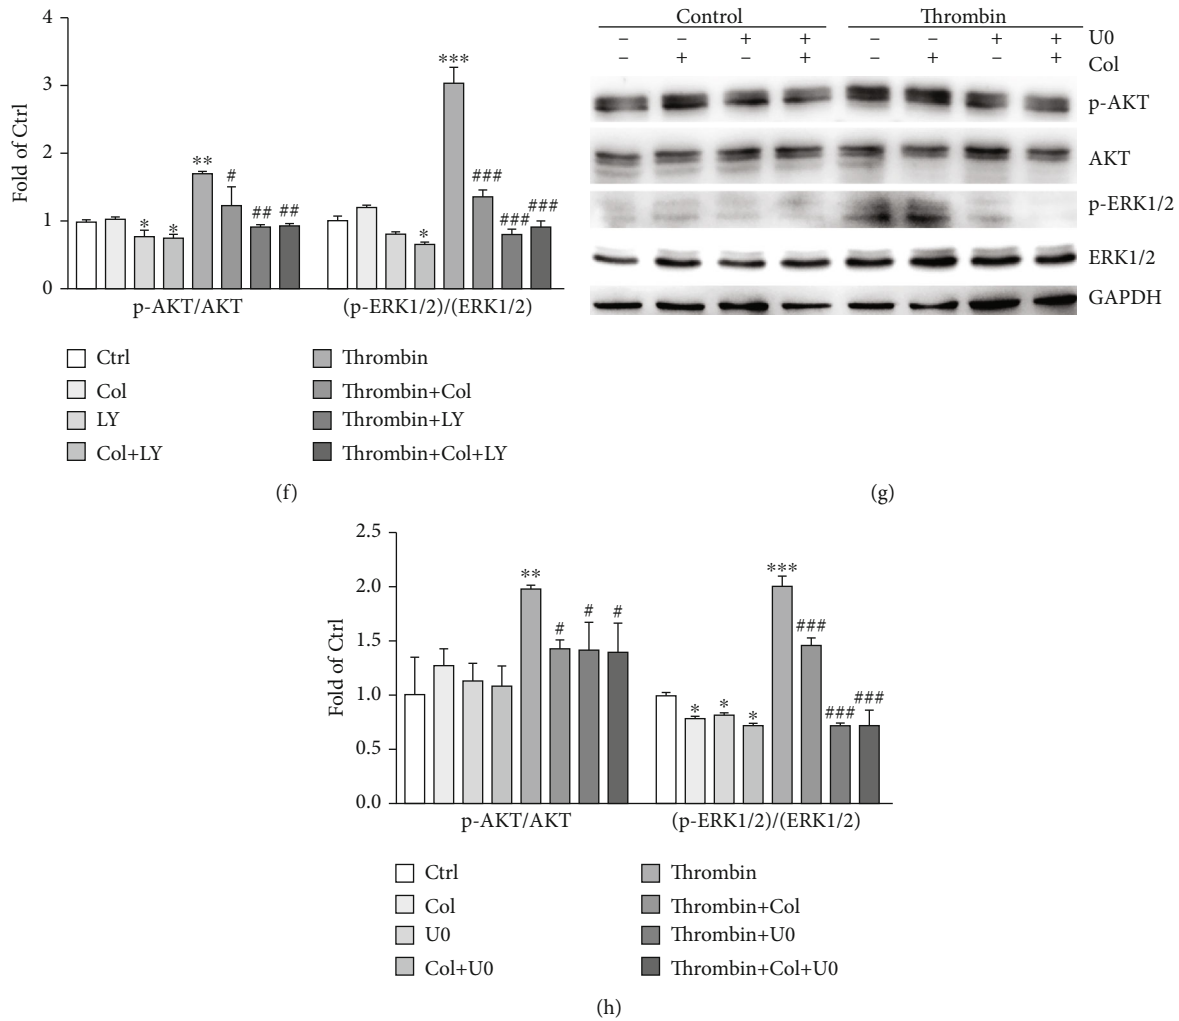 4
3
2
1
0
Fold of Ctrl
** # ## ## * *
*** ### ### ### *
p-AKT/AKT (p-ERK1/2)/(ERK1/2)
Ctrl Thrombin
Col Thrombin+Col
LY Thrombin+LY
Col+LY Thrombin+Col+LY
(f)
Control Thrombin
– – + + – – + + U0
– + – + – + – + Col
p-AKT
AKT
p-ERK1/2
ERK1/2
GAPDH
(g)
2.5
2.0
1.5
1.0
0.5
0.0
Fold of Ctrl
** # # #
* * * *** ### ### ###
p-AKT/AKT (p-ERK1/2)/(ERK1/2)
Ctrl Thrombin
Col Thrombin+Col
U0 Thrombin+U0
Col+U0 Thrombin+Col+U0
(h)